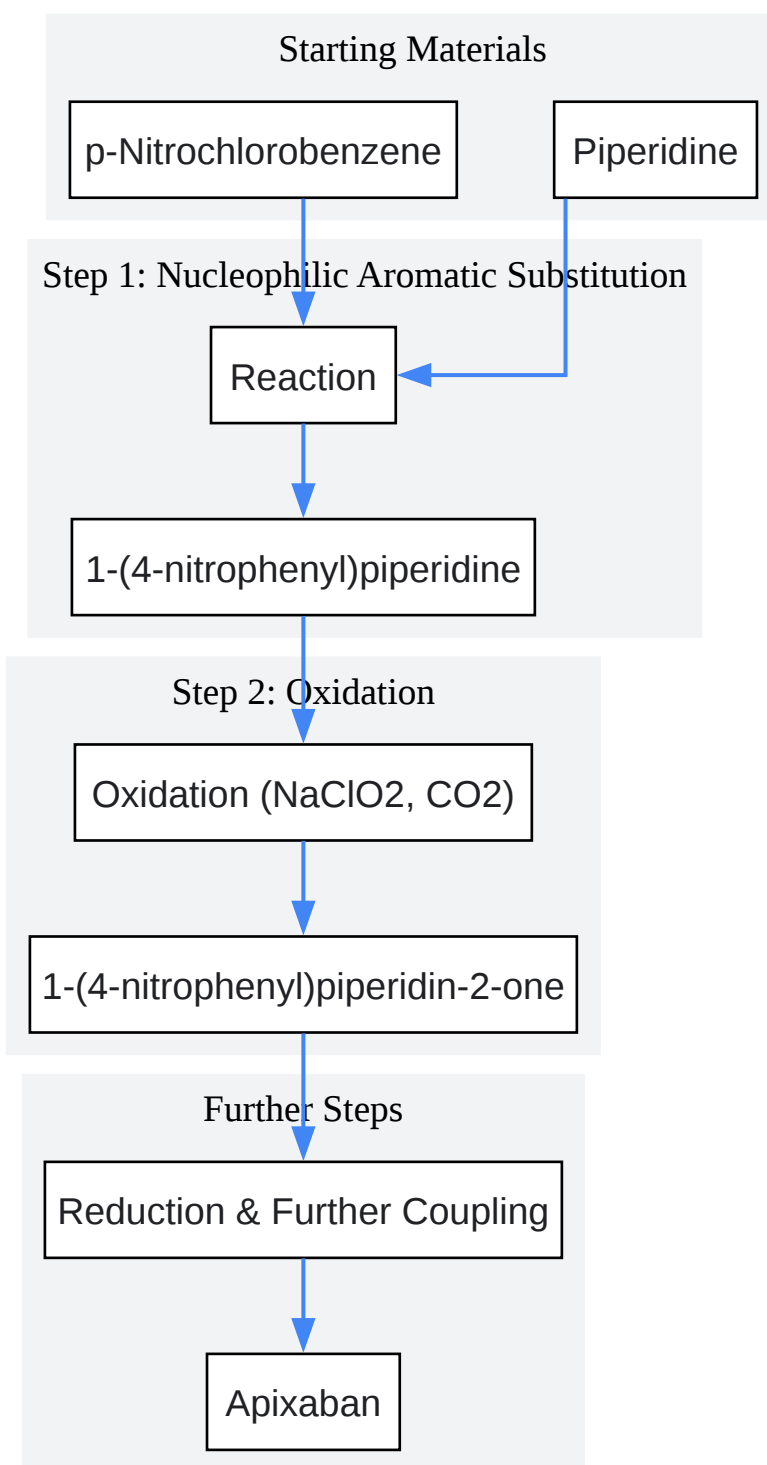 Starting Materials
p-Nitrochlorobenzene
Piperidine
Step 1: Nucleophilic Aromatic Substitution
Reaction
1-(4-nitrophenyl)piperidine
Step 2: Oxidation
Oxidation (NaClO2, CO2)
1-(4-nitrophenyl)piperidin-2-one
Further Steps
Reduction & Further Coupling
Apixaban